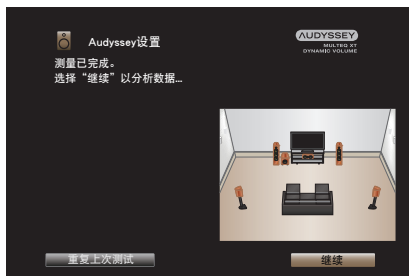 Audyssey设置
AUDYSSEY
MULTEQ XT
DYNAMIC VOLUME
测量已完成。
选择“继续”以分析数据...
重复上次测试
继续